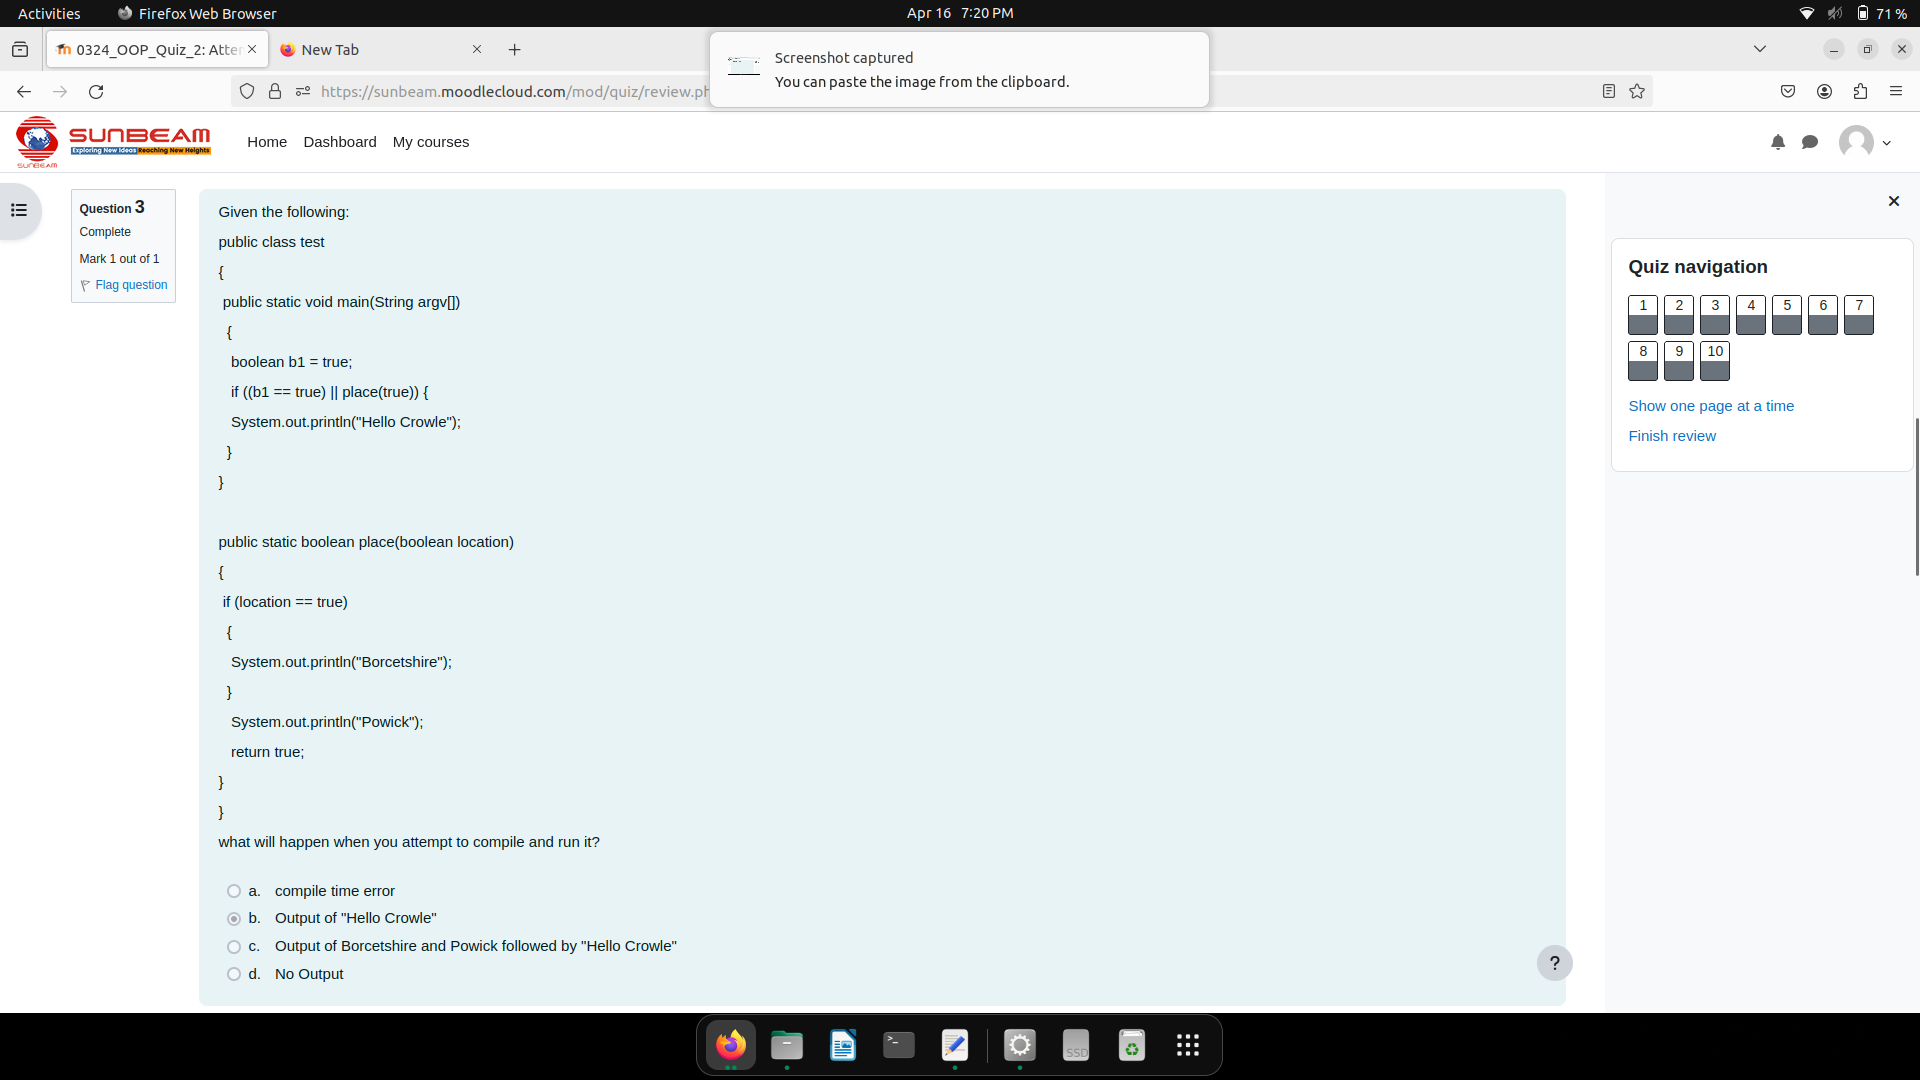 Activities
Firefox Web Browser
Apr 16 7:20 PM
71 %
0324_OOP_Quiz_2: Atte
New Tab
Screenshot captured
You can paste the image from the clipboard.
https://sunbeam.moodlecloud.com/mod/quiz/review.ph
SUNBEAM
Exploring New Ideas Reaching New Heights
SUNBEAM
Home
Dashboard
My courses
Question 3
Complete
Mark 1 out of 1
Flag question
Given the following:
public class test
{
public static void main(String argv[])
{
boolean b1 = true;
if ((b1 == true) || place(true)) {
System.out.println("Hello Crowle");
}
}
public static boolean place(boolean location)
{
if (location == true)
{
System.out.println("Borcetshire");
}
System.out.println("Powick");
return true;
}
}
what will happen when you attempt to compile and run it?
a. compile time error
b. Output of "Hello Crowle"
c. Output of Borcetshire and Powick followed by "Hello Crowle"
d. No Output
Quiz navigation
1 2 3 4 5 6 7
8 9 10
Show one page at a time
Finish review
?
SSD